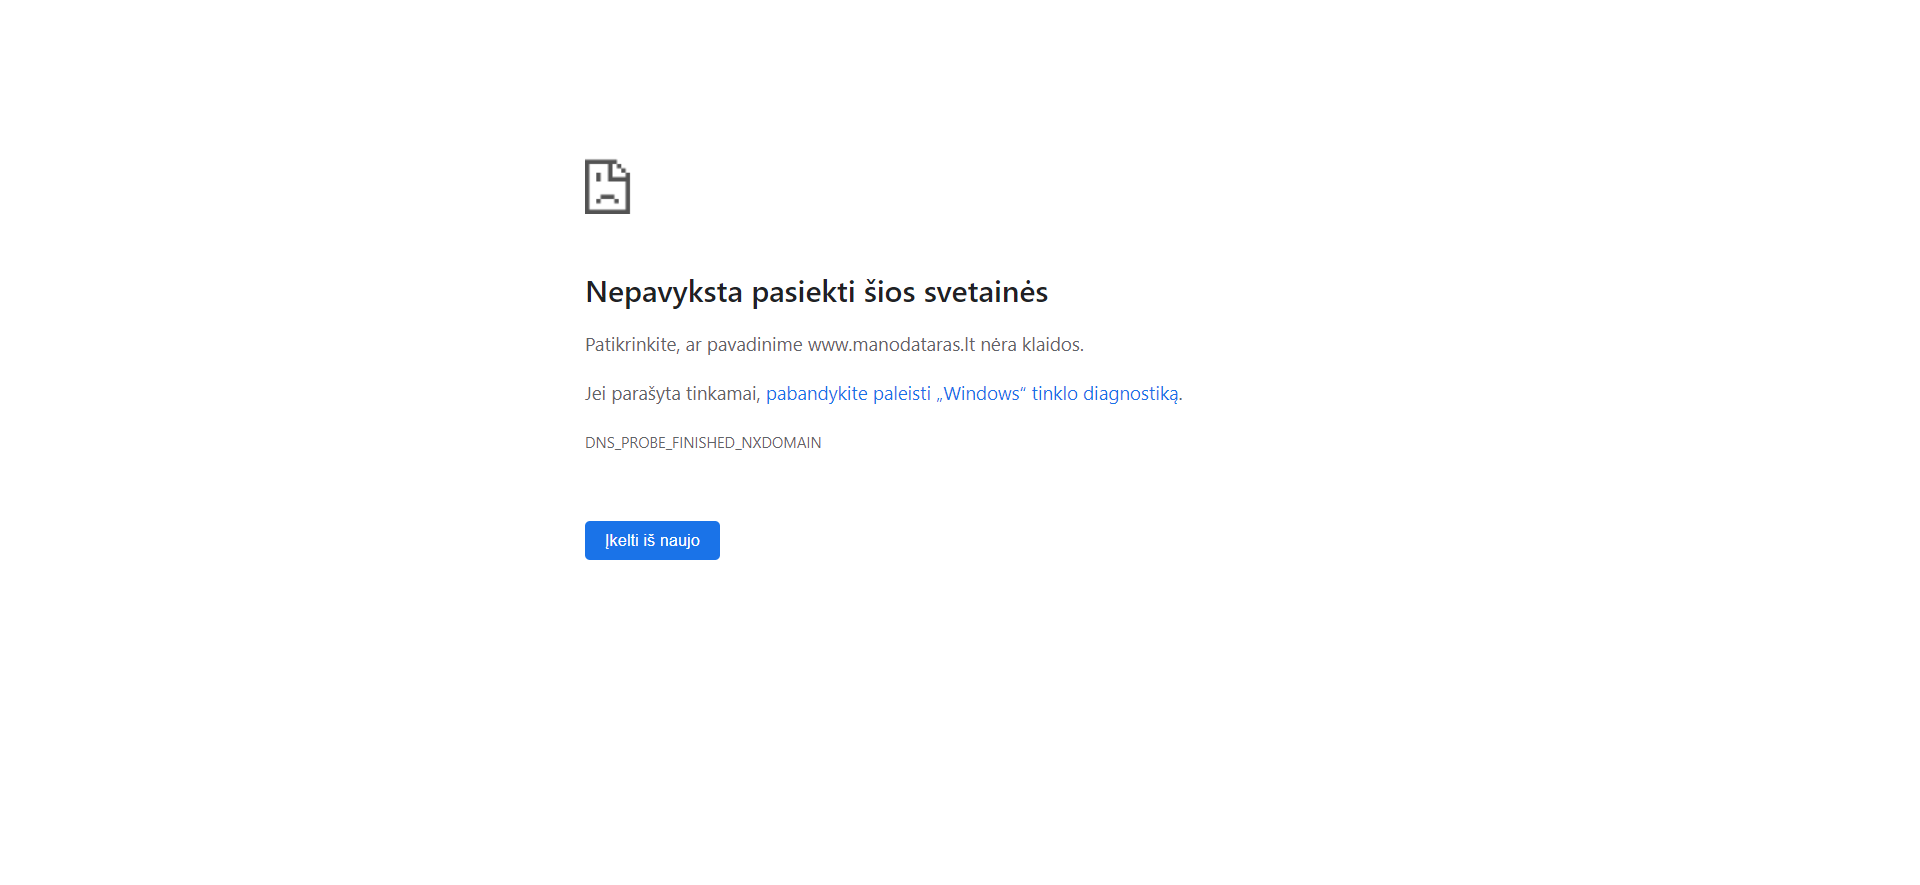 Nepavyksta pasiekti šios svetainės
Patikrinkite, ar pavadinime www.manodataras.lt nėra klaidos.
Jei parašyta tinkamai, pabandykite paleisti „Windows“ tinklo diagnostiką.
DNS_PROBE_FINISHED_NXDOMAIN
Įkelti iš naujo